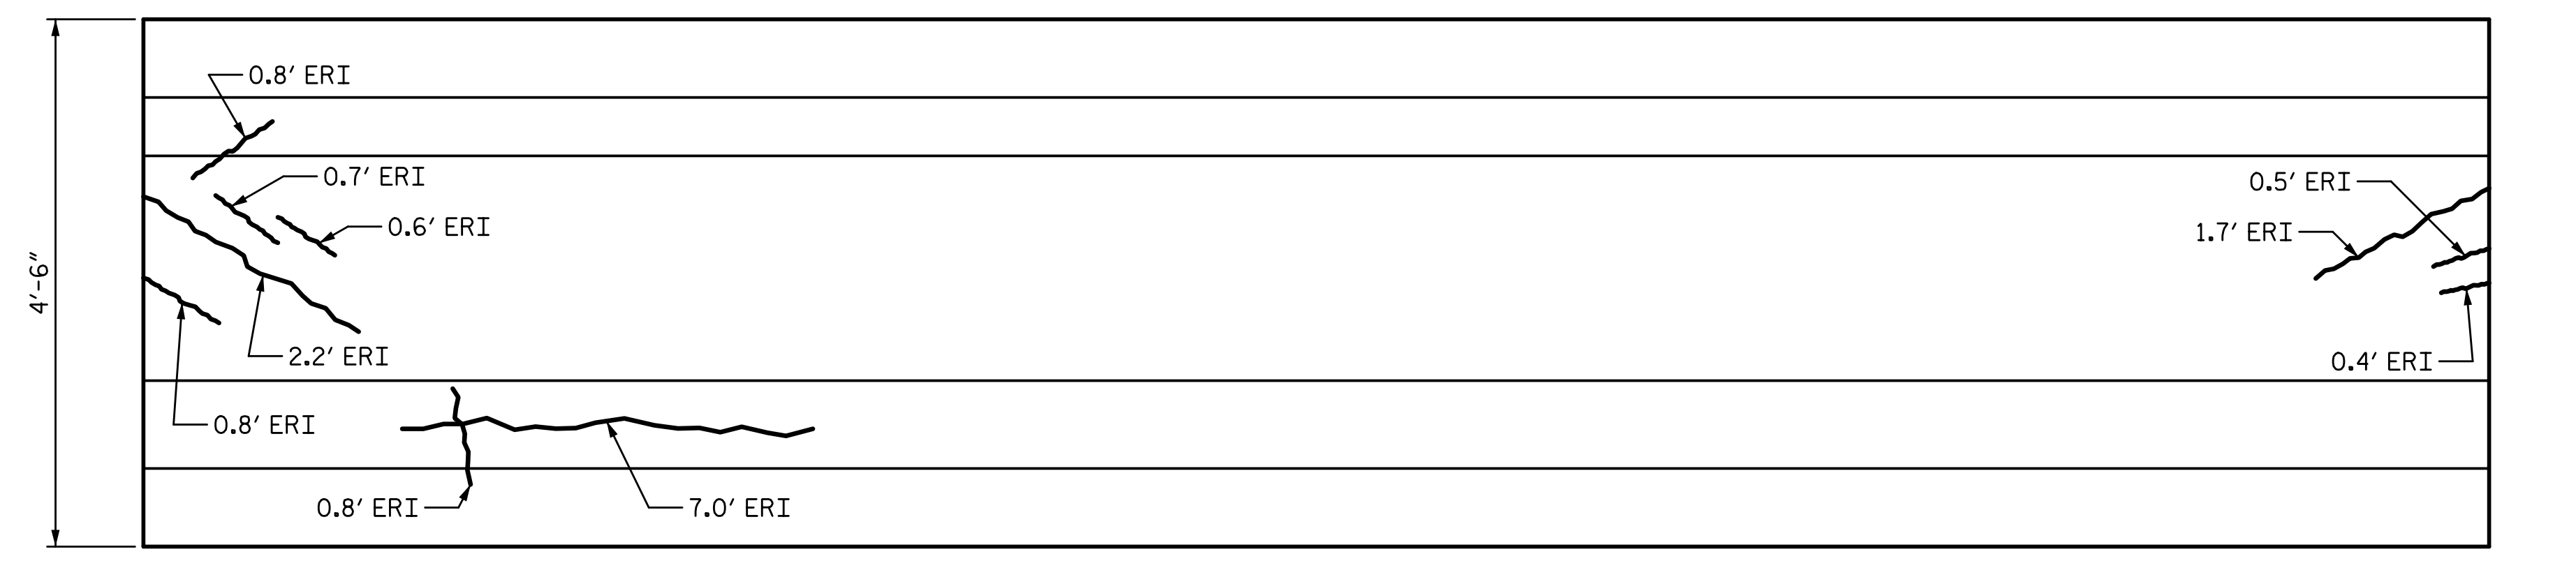 0.8' ERI
0.7' ERI
0.5' ERI
0.6' ERI
1.7' ERI
4'-6"
2.2' ERI
0.4' ERI
0.8' ERI
0.8' ERI
7.0' ERI